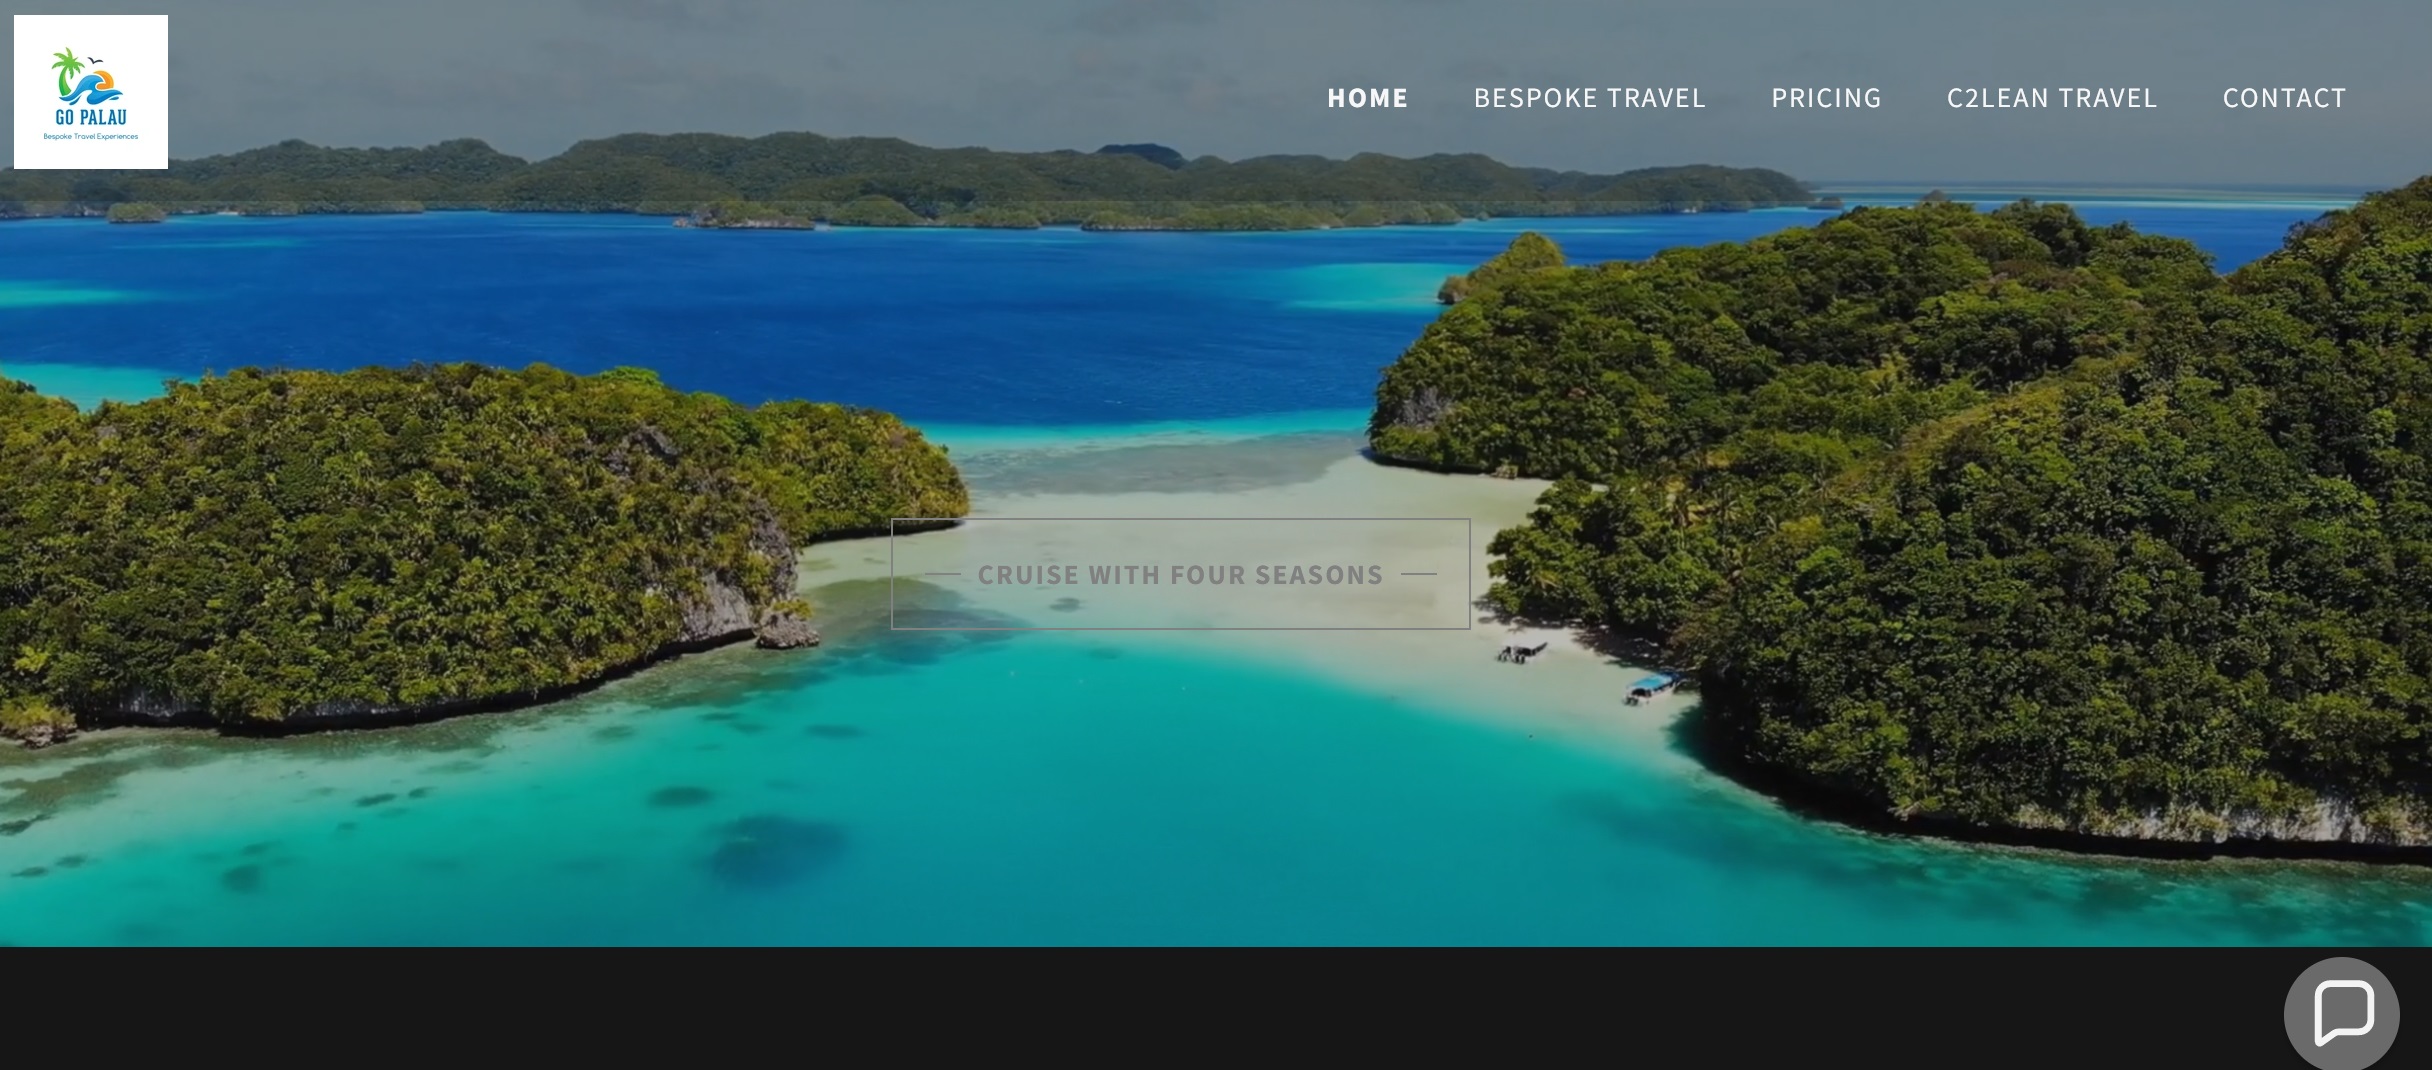 GO PALAU
Bespoke Travel Experiences
HOME
BESPOKE TRAVEL
PRICING
C2LEAN TRAVEL
CONTACT
CRUISE WITH FOUR SEASONS